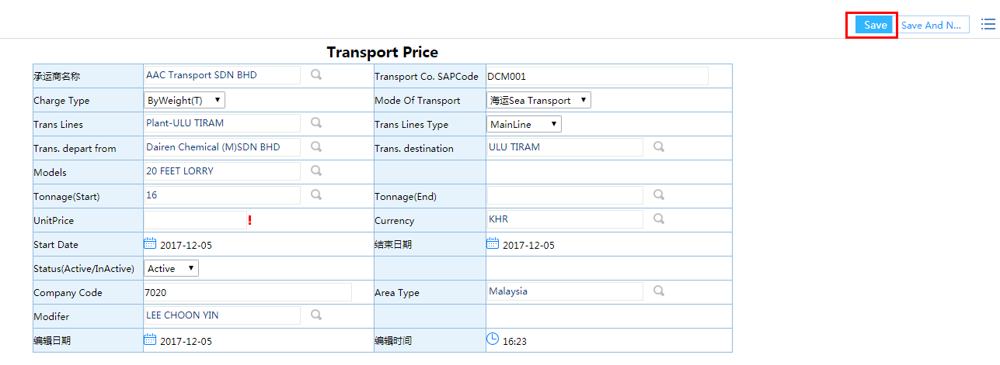 Save Save And N...
Transport Price
承运商名称 AAC Transport SDN BHD Transport Co. SAPCode DCM001
Charge Type ByWeight(T) Mode Of Transport 海运Sea Transport
Trans Lines Plant-ULU TIRAM Trans Lines Type MainLine
Trans. depart from Dairen Chemical (M)SDN BHD Trans. destination ULU TIRAM
Models 20 FEET LORRY
Tonnage(Start) 16 Tonnage(End)
UnitPrice ! Currency KHR
Start Date 2017-12-05 结束日期 2017-12-05
Status(Active/InActive) Active
Company Code 7020 Area Type Malaysia
Modifer LEE CHOON YIN
编辑日期 2017-12-05 编辑时间 16:23